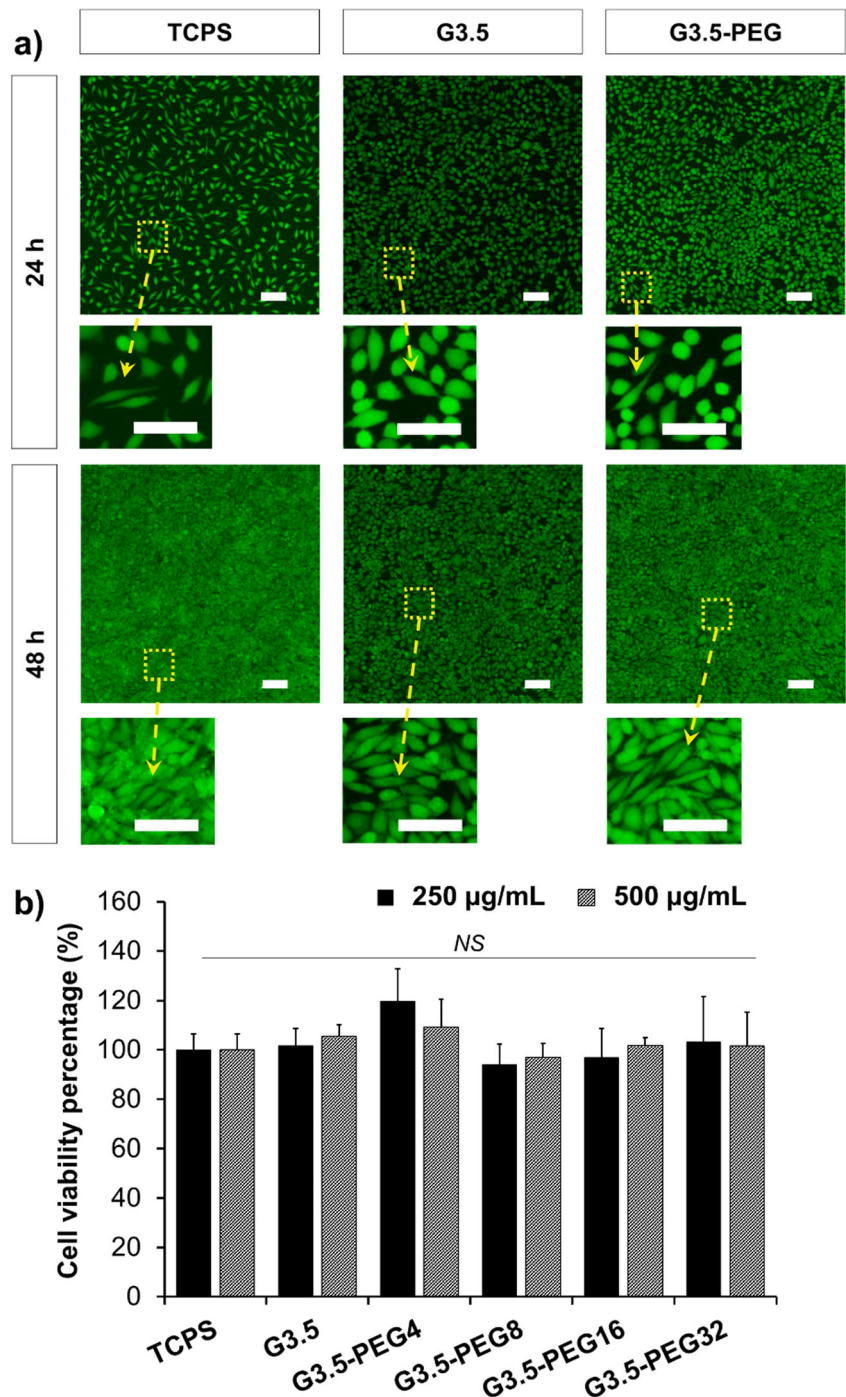 a)
TCPS
G3.5
G3.5-PEG
24 h
48 h
b)
250 µg/mL
500 µg/mL
NS
Cell viability percentage (%)
160
140
120
100
80
60
40
20
0
TCPS
G3.5
G3.5-PEG4
G3.5-PEG8
G3.5-PEG16
G3.5-PEG32